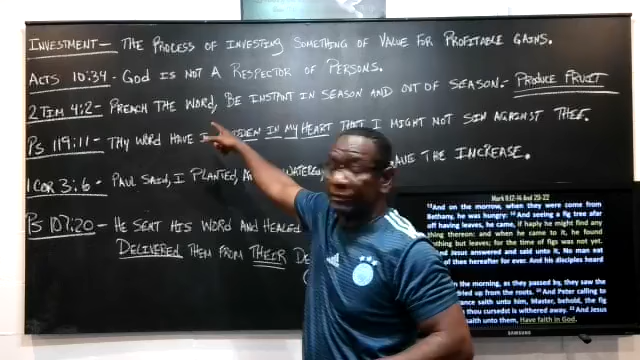 INVESTMENT - THE PROCESS OF INVESTING SOMETHING OF VALUE FOR PROFITABLE GAINS.
ACTS 10:34 - GOD IS NOT A RESPECTOR OF PERSONS.
2 TIM 4:2 - PREACH THE WORD, BE INSTANT IN SEASON AND OUT OF SEASON. - PRODUCE FRUIT
PS 119:11 - THY WORD HAVE I IN MY HEART THAT I MIGHT NOT SIN AGAINST THEE.
1 COR 3:6 - PAUL SAID, I PLANTED, THE INCREASE.
PS 107:20 - HE SENT HIS WORD AND HEALED
DELIVERED THEM FROM THEIR
Mark 11:12-14 And 20-22
And on the morrow, when they were come from
Bethany, he was hungry: And seeing a fig tree afar
off having leaves, he came, if haply he might find any
thing thereon: and when he came to it, he found
nothing but leaves; for the time of figs was not yet.
Jesus answered and said unto it, No man eat
of thee hereafter for ever. And his disciples heard
in the morning, as they passed by, they saw the
dried up from the roots. And Peter calling to
saith unto him, Master, behold, the fig
thou cursedst is withered away. And Jesus
saith unto them, Have faith in God.
SAMSUNG